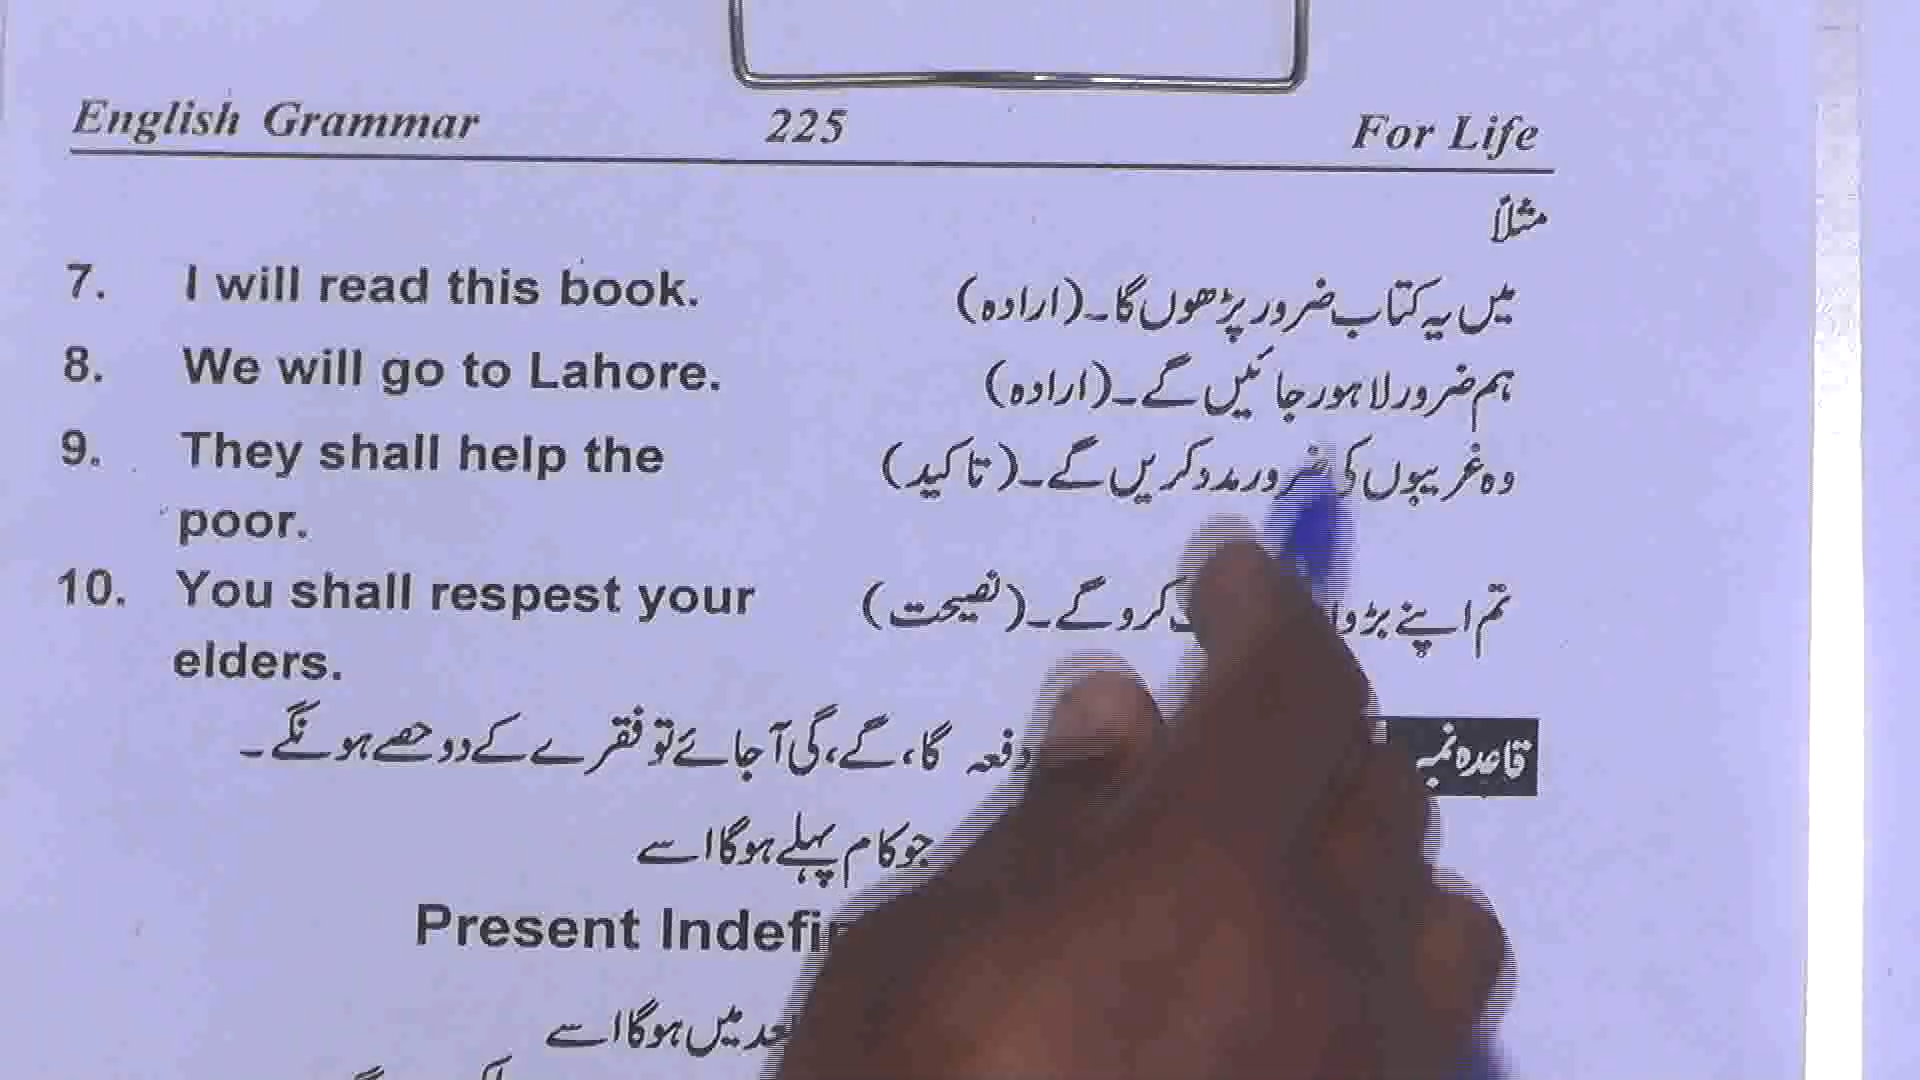 English Grammar 225 For Life
مثلاً
7. I will read this book. میں یہ کتاب ضرور پڑھوں گا۔ (ارادہ)
8. We will go to Lahore. ہم ضرور لاہور جائیں گے۔ (ارادہ)
9. They shall help the وہ غریبوں کی ضرور مدد کریں گے۔ (تاکید)
poor.
10. You shall respest your تم اپنے کرو گے۔ (نصیحت)
elders.
قاعدہ دفعہ گا، گے، گی آ جائے تو فقرے کے دو حصے ہونگے۔
جو کام پہلے ہوگا اسے
Present
میں ہوگا اسے